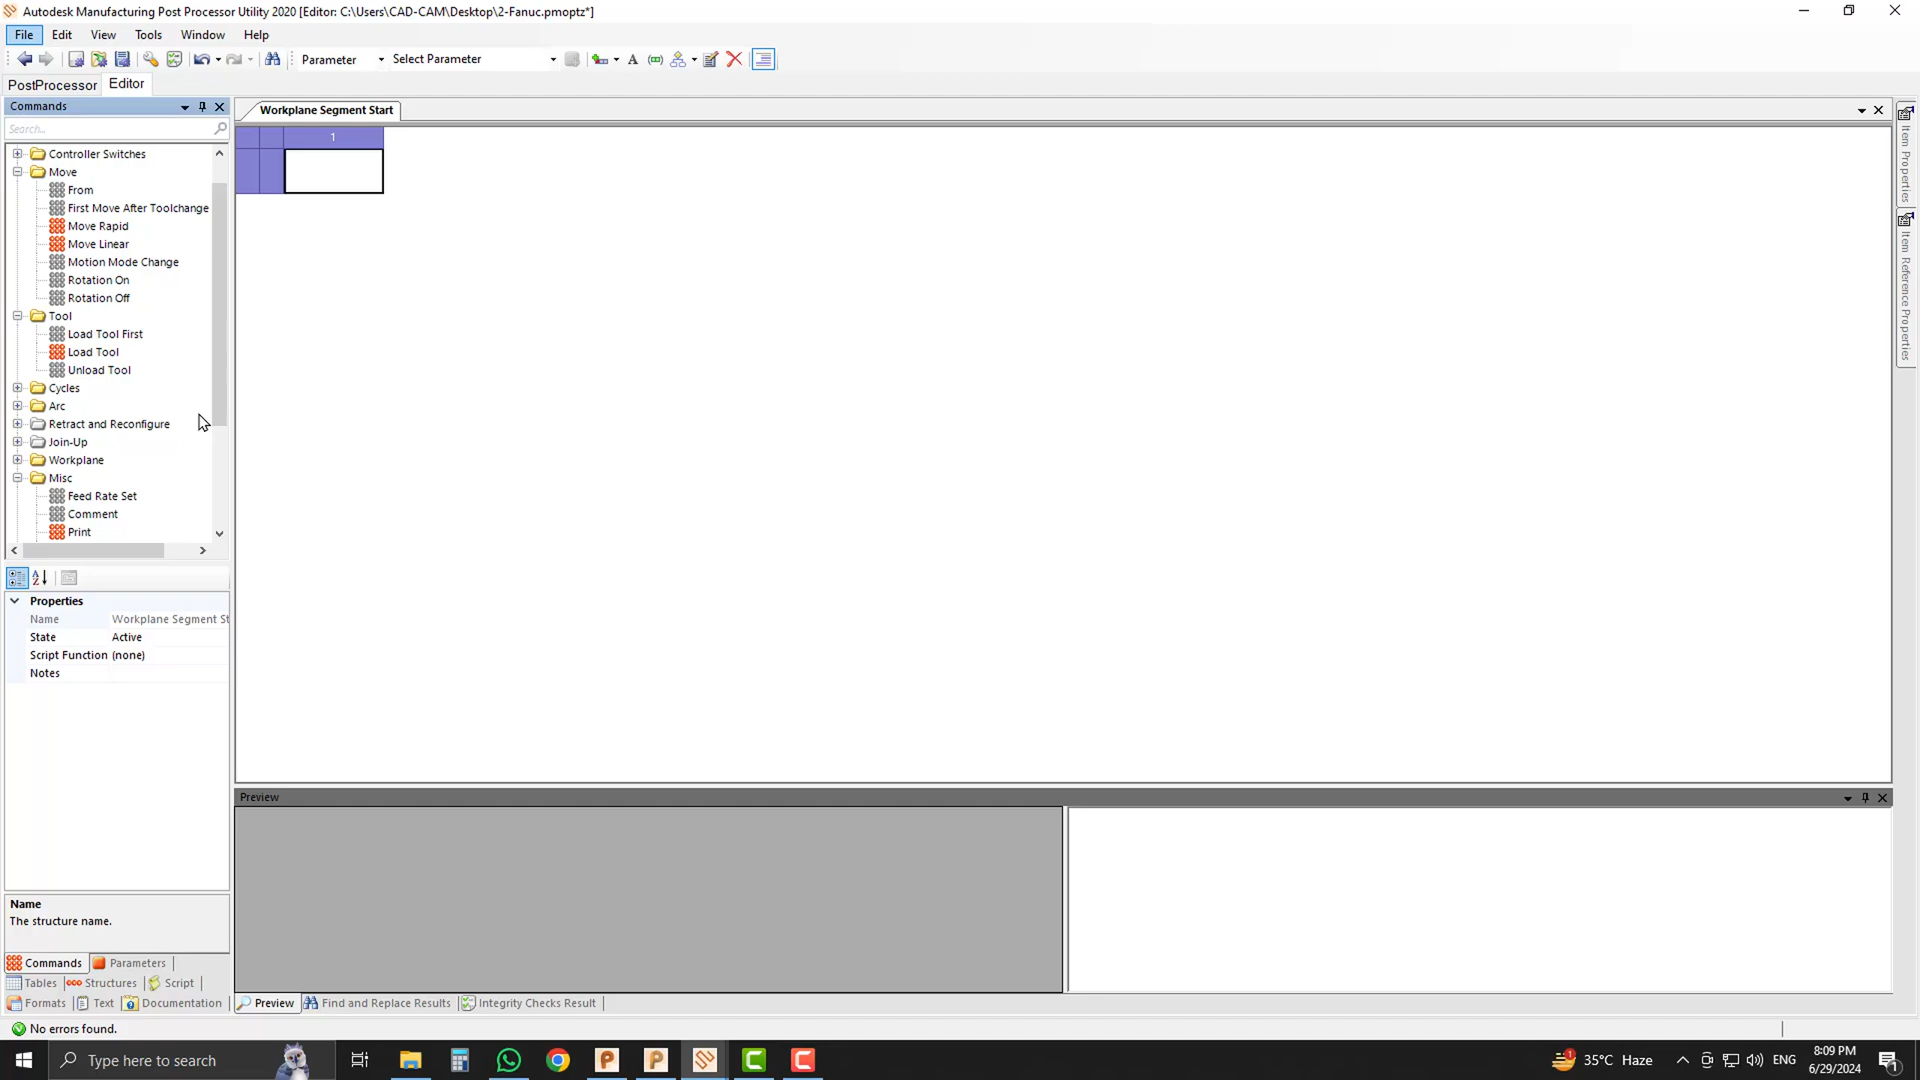 Autodesk Manufacturing Post Processor Utility 2020 [Editor: C:\Users\CAD-CAM\Desktop\2-Fanuc.pmoptz*]
File Edit View Tools Window Help
Parameter Select Parameter
PostProcessor Editor
Commands
Search...
Controller Switches
Move
From
First Move After Toolchange
Move Rapid
Move Linear
Motion Mode Change
Rotation On
Rotation Off
Tool
Load Tool First
Load Tool
Unload Tool
Cycles
Arc
Retract and Reconfigure
Join-Up
Workplane
Misc
Feed Rate Set
Comment
Print
Properties
Name Workplane Segment St
State Active
Script Function (none)
Notes
Name
The structure name.
Commands Parameters
Tables Structures Script
Formats Text Documentation
Workplane Segment Start
1
Item Properties
Item Reference Properties
Preview
Preview Find and Replace Results Integrity Checks Result
No errors found.
Type here to search
35°C Haze
ENG
8:09 PM
6/29/2024
1